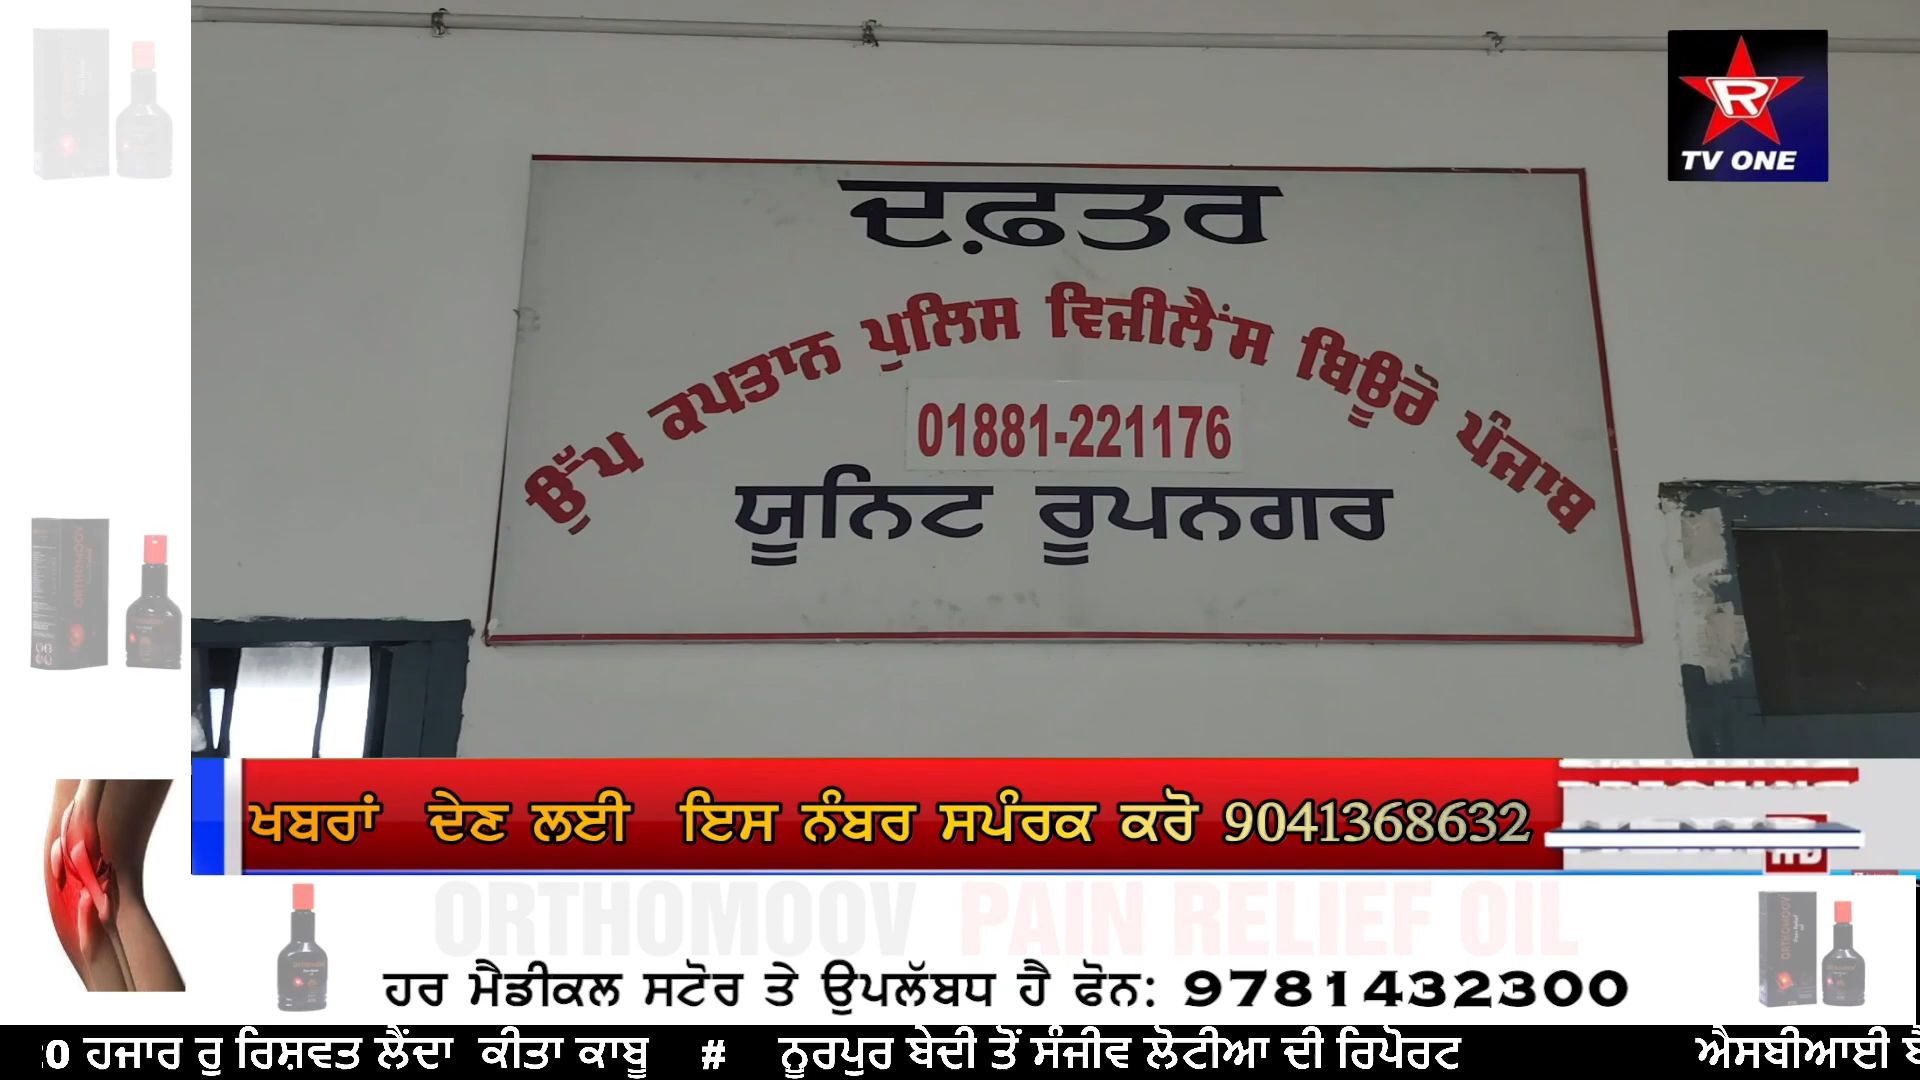 R
TV ONE
ਦਫ਼ਤਰ
ਉੱਪ ਕਪਤਾਨ ਪੁਲਿਸ ਵਿਜੀਲੈਂਸ ਬਿਊਰੋ ਪੰਜਾਬ
01881-221176
ਯੂਨਿਟ ਰੂਪਨਗਰ
ਖਬਰਾਂ ਦੇਣ ਲਈ ਇਸ ਨੰਬਰ ਸਪੰਰਕ ਕਰੋ 9041368632
ORTHOMOOV PAIN RELIEF OIL
ਹਰ ਮੈਡੀਕਲ ਸਟੋਰ ਤੇ ਉਪਲੱਬਧ ਹੈ ਫੋਨ: 9781432300
ਹਜਾਰ ਰੁ ਰਿਸ਼ਵਤ ਲੈਂਦਾ ਕੀਤਾ ਕਾਬੂ # ਨੂਰਪੁਰ ਬੇਦੀ ਤੋਂ ਸੰਜੀਵ ਲੋਟੀਆ ਦੀ ਰਿਪੋਰਟ ਐਸਬੀਆਈ